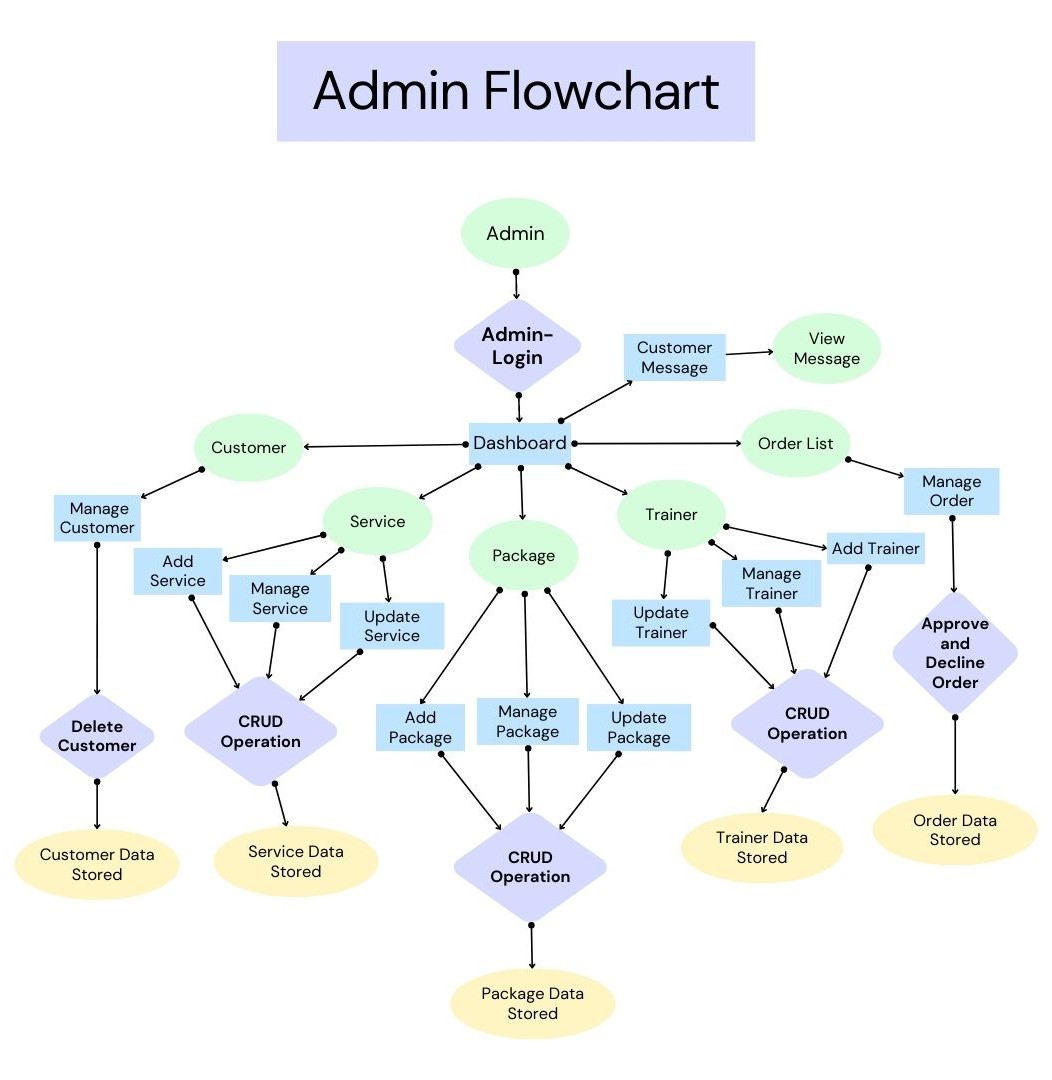 Admin Flowchart
Admin
Admin-
Login
Customer
Message
View
Message
Customer
Dashboard
Order List
Manage
Customer
Service
Package
Trainer
Manage
Order
Add
Service
Manage
Service
Update
Service
Update
Trainer
Manage
Trainer
Add Trainer
Approve
and
Decline
Order
Delete
Customer
CRUD
Operation
Add
Package
Manage
Package
Update
Package
CRUD
Operation
Customer Data
Stored
Service Data
Stored
CRUD
Operation
Trainer Data
Stored
Order Data
Stored
Package Data
Stored